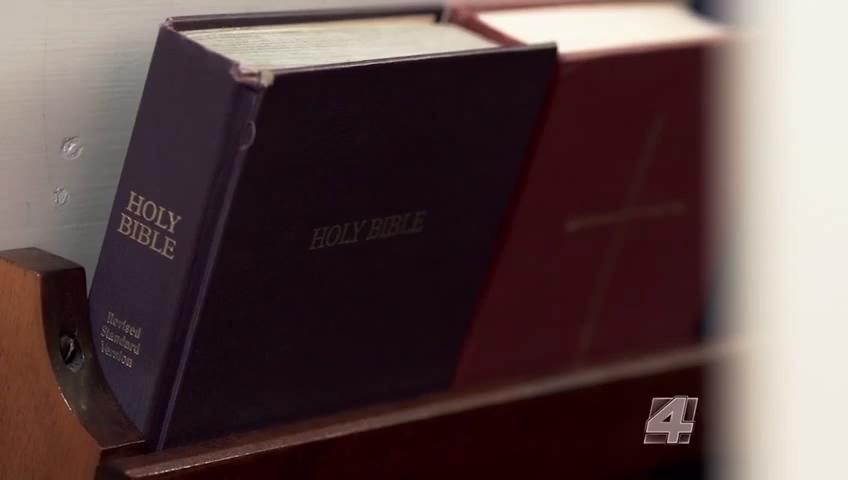 HOLY
BIBLE
Revised
Standard
Version
HOLY BIBLE
4